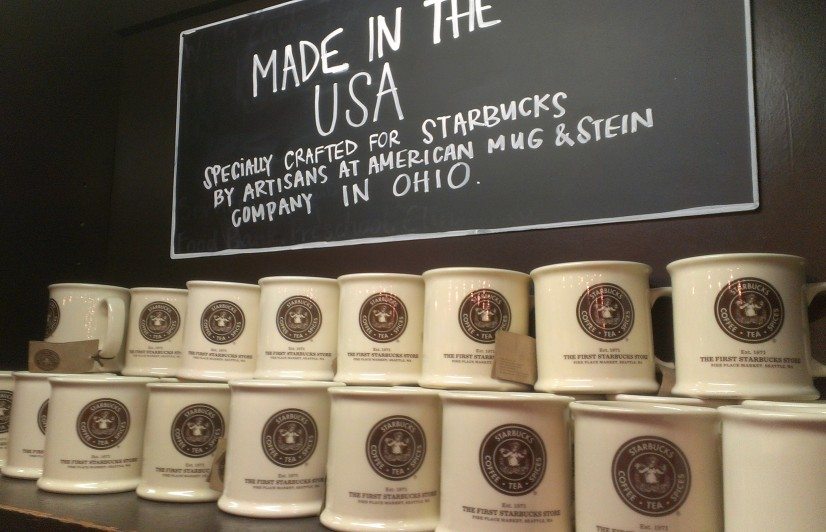 MADE IN THE
USA
SPECIALLY CRAFTED FOR STARBUCKS
BY ARTISANS AT AMERICAN MUG & STEIN
COMPANY IN OHIO.
STARBUCKS
COFFEE · TEA · SPICES
Est. 1971
THE FIRST STARBUCKS STORE
PIKE PLACE MARKET, SEATTLE, WA